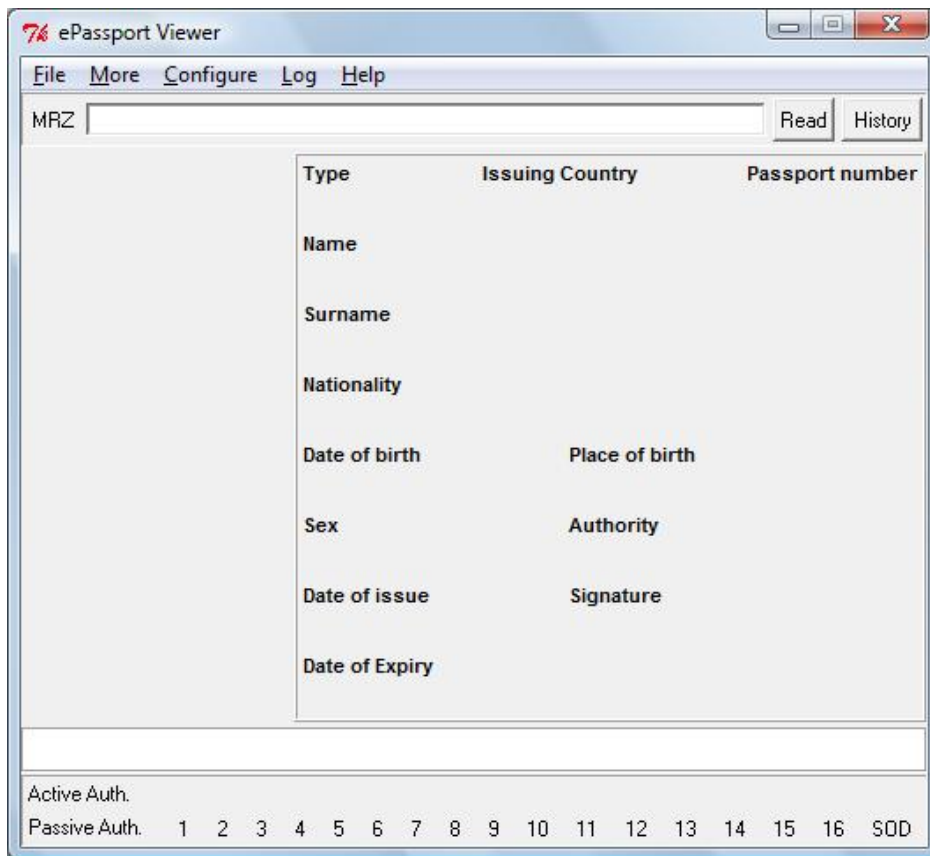 ePassport Viewer
File More Configure Log Help
MRZ Read History
Type Issuing Country Passport number
Name
Surname
Nationality
Date of birth Place of birth
Sex Authority
Date of issue Signature
Date of Expiry
Active Auth.
Passive Auth. 1 2 3 4 5 6 7 8 9 10 11 12 13 14 15 16 SOD